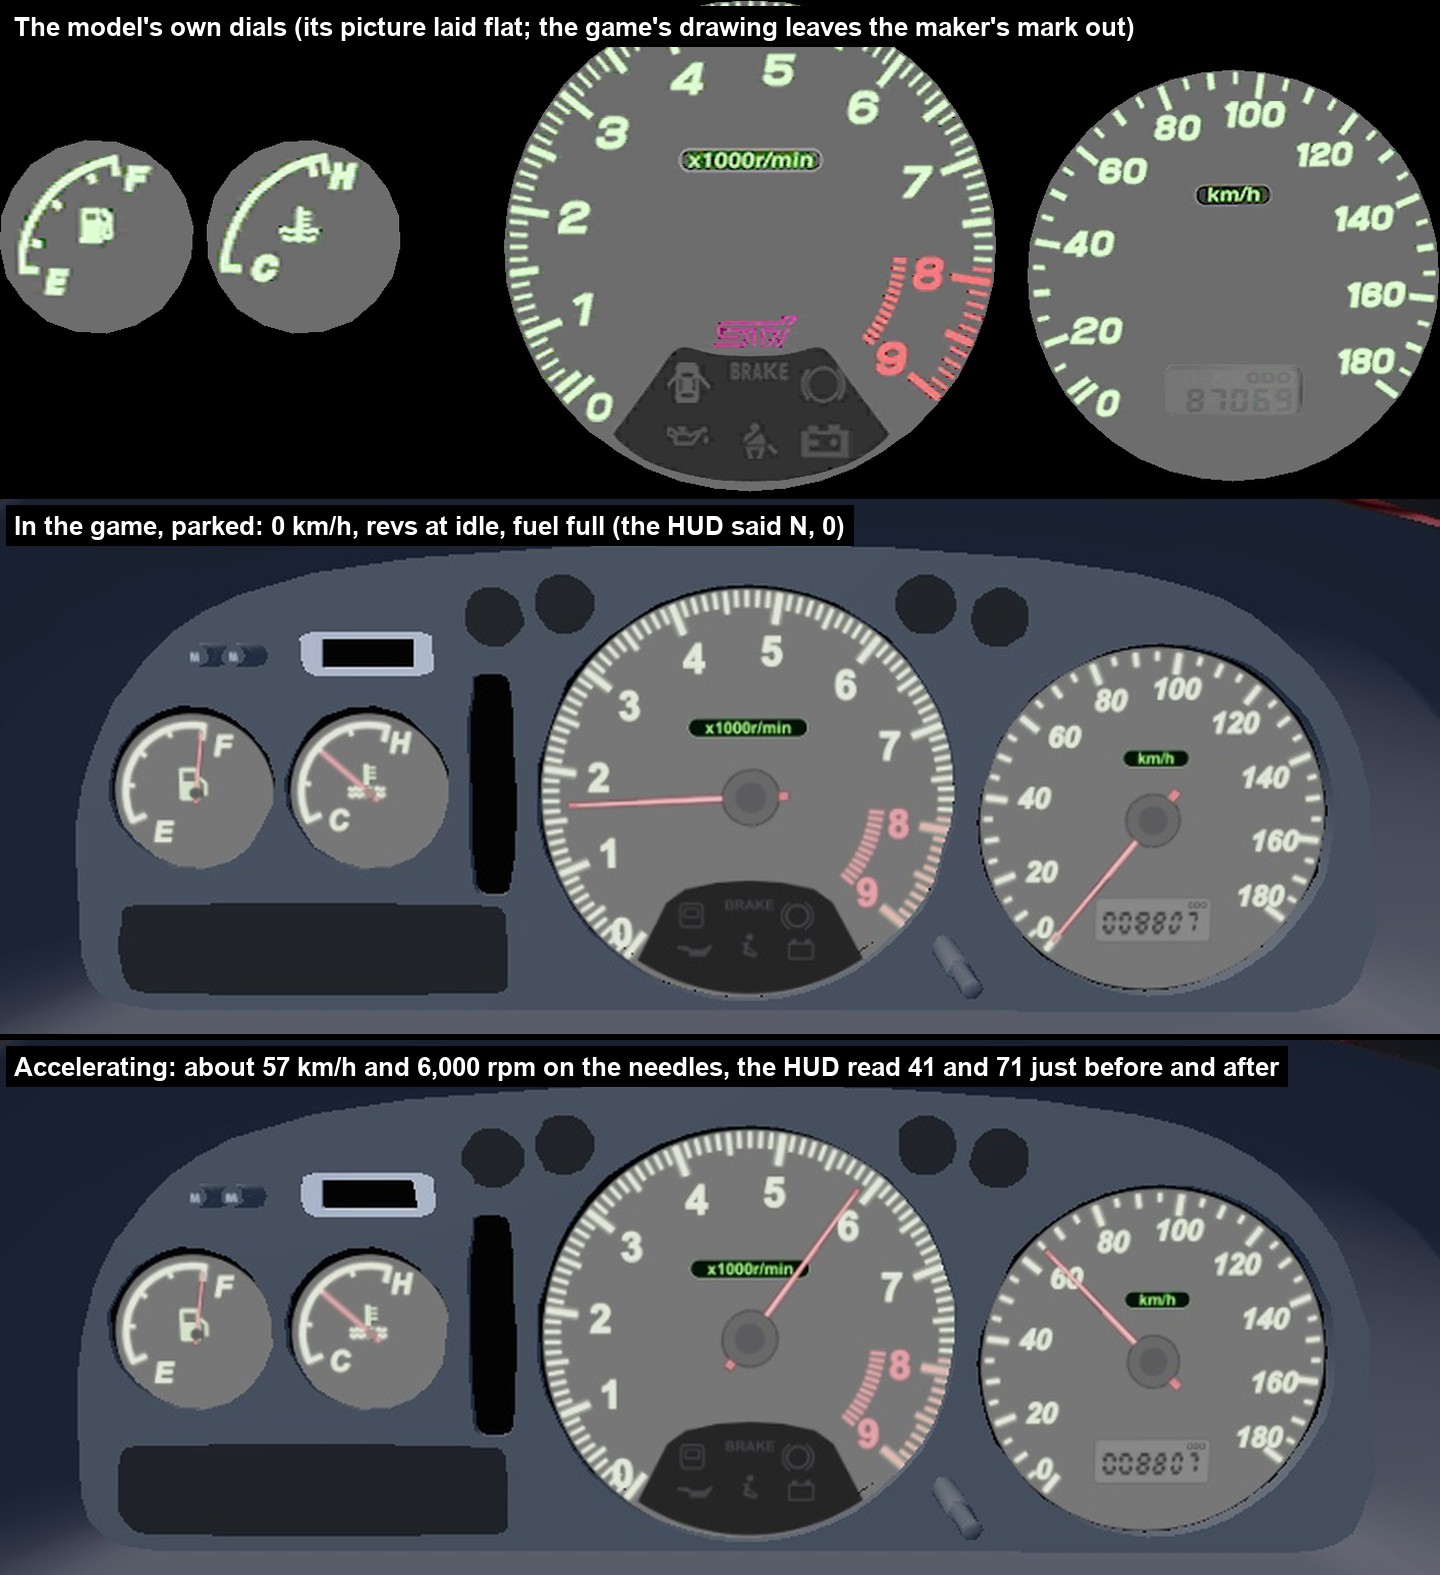 The model's own dials (its picture laid flat; the game's drawing leaves the maker's mark out)
4 5
3 6
x1000r/min
2 7
1 8
STi
9
0
BRAKE
F
E
H
C
80 100
60 120
km/h
40 140
160
20
180
0
ODO
87069
In the game, parked: 0 km/h, revs at idle, fuel full (the HUD said N, 0)
M M
F
E
H
C
4 5
3 6
x1000r/min
2 7
1 8
9
0
BRAKE
80 100
60 120
km/h
40 140
160
20
180
0
ODO
008807
Accelerating: about 57 km/h and 6,000 rpm on the needles, the HUD read 41 and 71 just before and after
M M
F
E
H
C
4 5
3 6
x1000r/min
2 7
1 8
9
0
BRAKE
80 100
60 120
km/h
40 140
160
20
180
0
ODO
008807